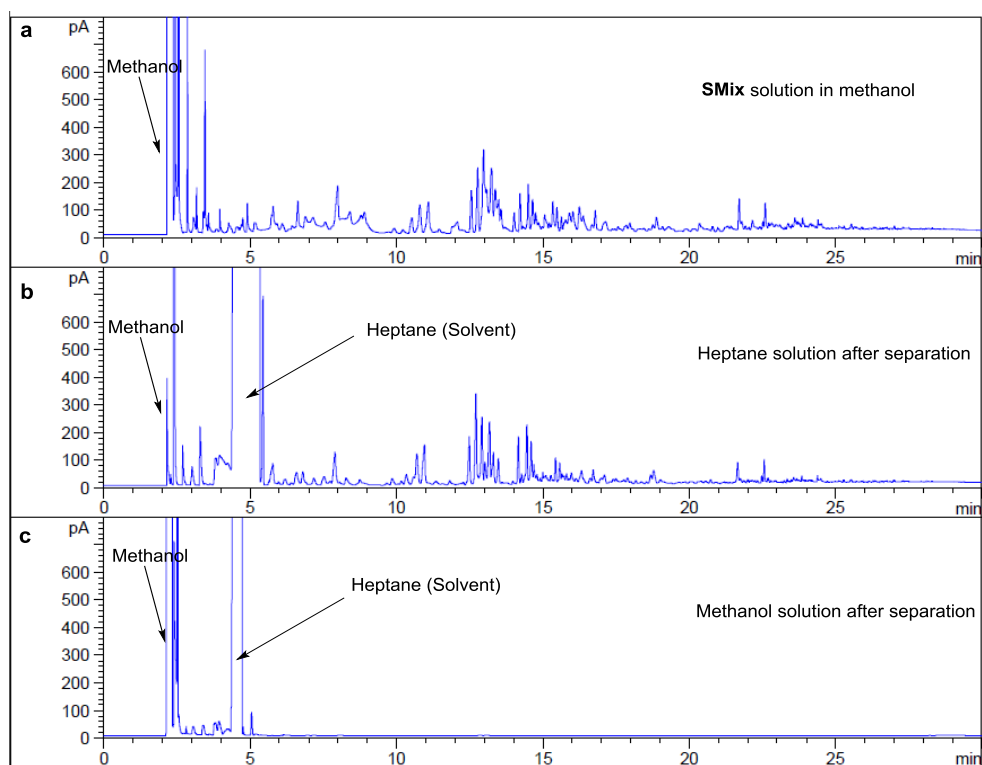 a
pA
Methanol
SMix solution in methanol
600
500
400
300
200
100
0
0 5 10 15 20 25 min
b
pA
Methanol
Heptane (Solvent)
Heptane solution after separation
600
500
400
300
200
100
0
0 5 10 15 20 25 min
c
pA
Methanol
Heptane (Solvent)
Methanol solution after separation
600
500
400
300
200
100
0
0 5 10 15 20 25 min